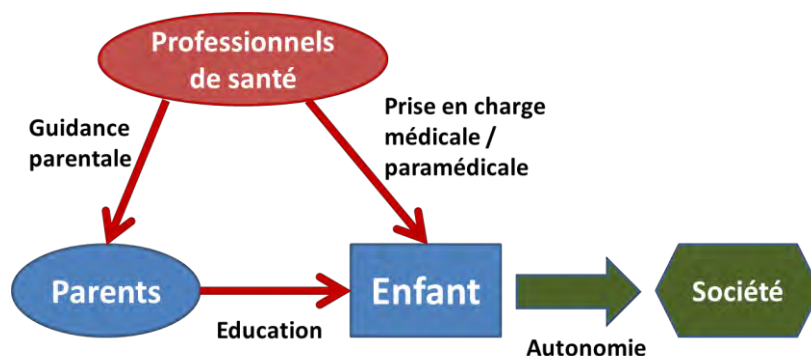 Professionnels
de santé
Guidance
parentale
Prise en charge
médicale /
paramédicale
Parents
Enfant
Société
Education
Autonomie